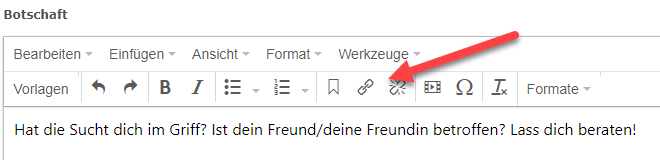 Botschaft
Bearbeiten Einfügen Ansicht Format Werkzeuge
Vorlagen B I Formate
Hat die Sucht dich im Griff? Ist dein Freund/deine Freundin betroffen? Lass dich beraten!